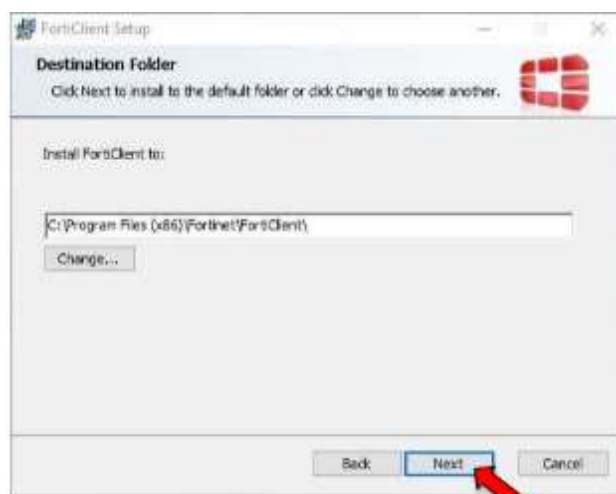 FortiClient Setup
Destination Folder
Click Next to install to the default folder or click Change to choose another.
Install FortiClient to:
C:\Program Files (x86)\Fortinet\FortiClient\
Change...
Back Next Cancel